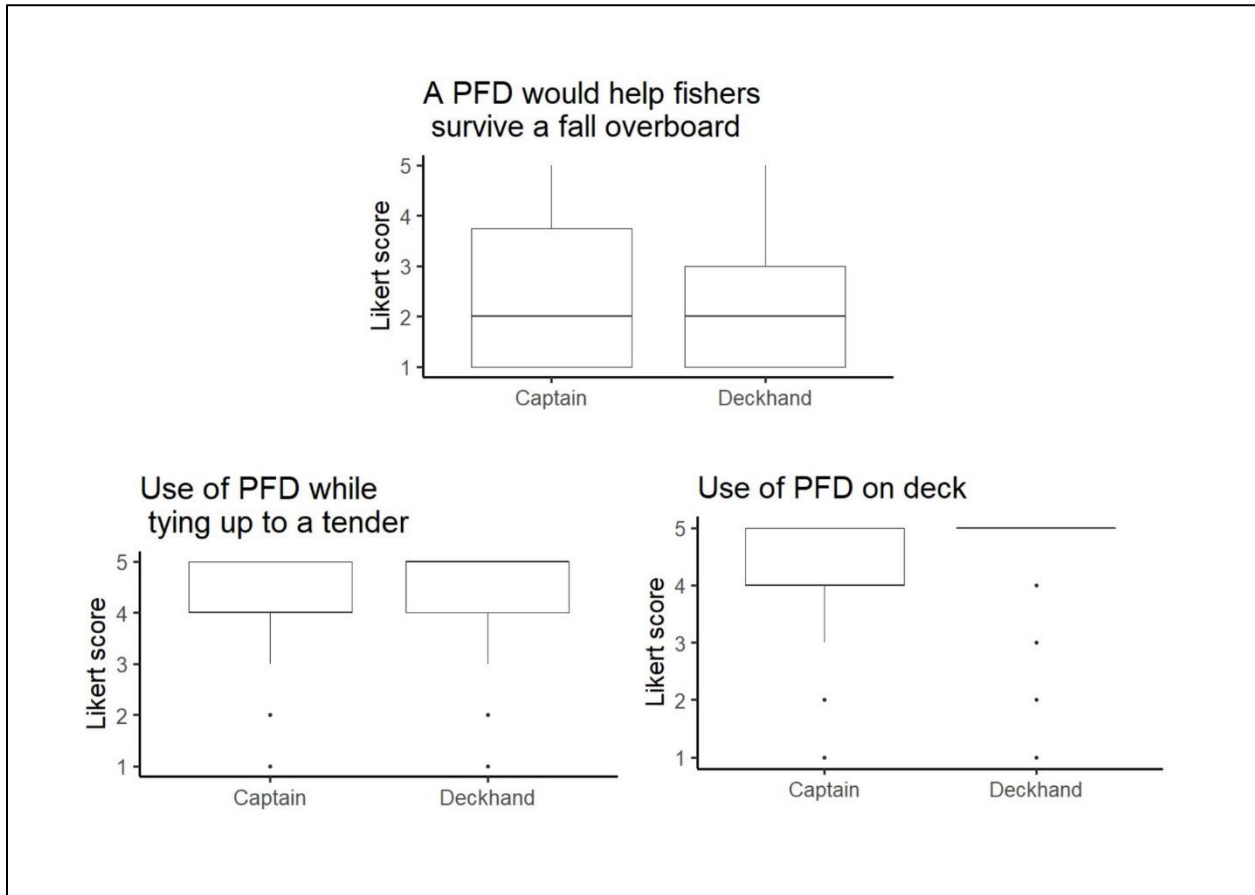 A PFD would help fishers
survive a fall overboard
Likert score
5
4
3
2
1
Captain Deckhand
Use of PFD while
tying up to a tender
Likert score
5
4
3
2
1
Captain Deckhand
Use of PFD on deck
Likert score
5
4
3
2
1
Captain Deckhand